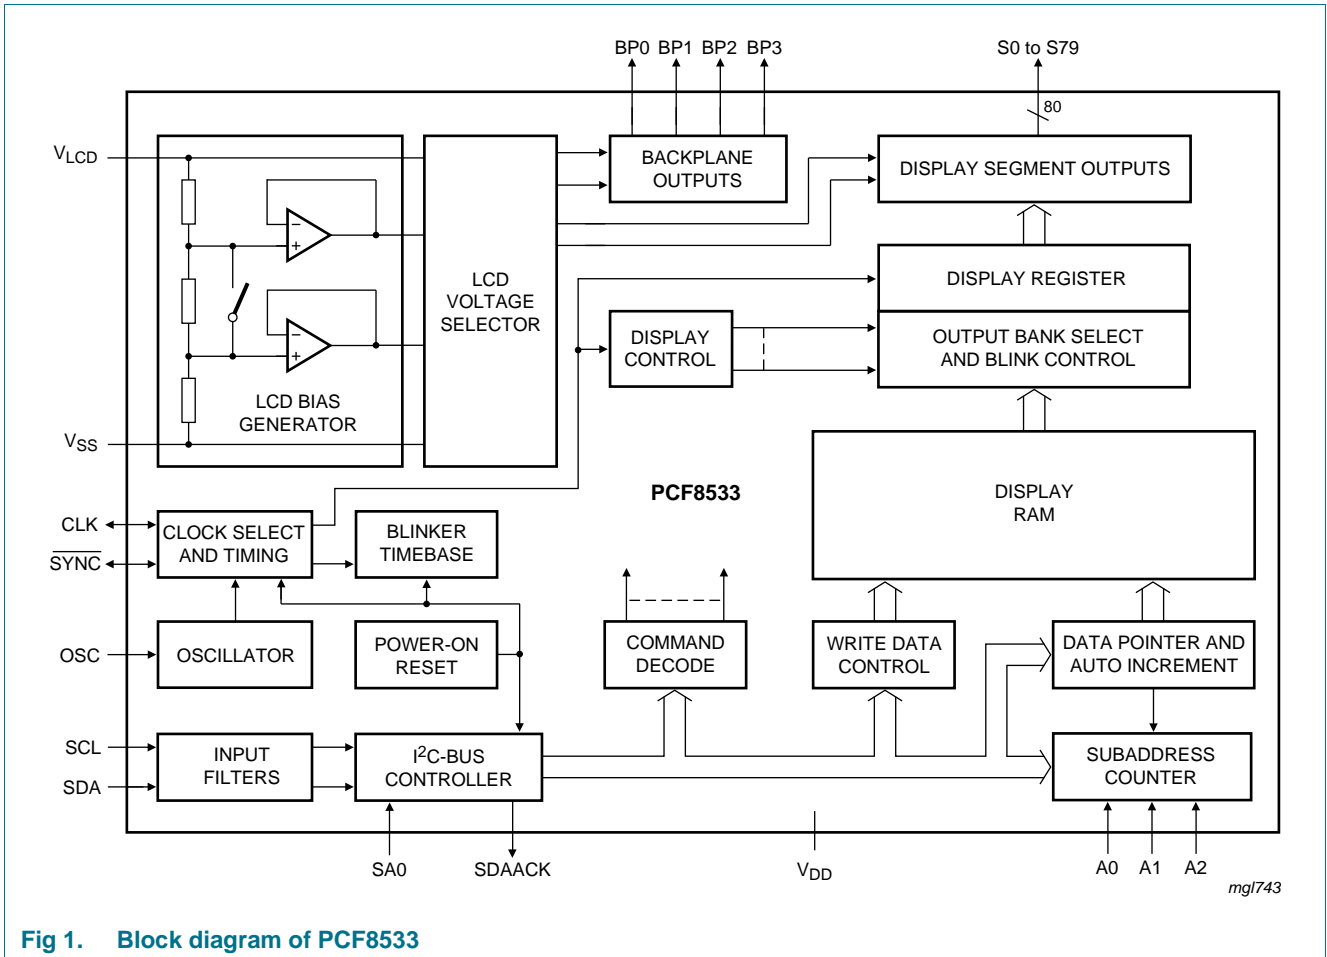 BP0 BP1 BP2 BP3
S0 to S79
80
VLCD
BACKPLANE
OUTPUTS
DISPLAY SEGMENT OUTPUTS
LCD
VOLTAGE
SELECTOR
DISPLAY REGISTER
DISPLAY
CONTROL
OUTPUT BANK SELECT
AND BLINK CONTROL
LCD BIAS
GENERATOR
VSS
PCF8533
DISPLAY
RAM
CLK
SYNC
CLOCK SELECT
AND TIMING
BLINKER
TIMEBASE
OSC
OSCILLATOR
POWER-ON
RESET
COMMAND
DECODE
WRITE DATA
CONTROL
DATA POINTER AND
AUTO INCREMENT
SCL
SDA
INPUT
FILTERS
I2C-BUS
CONTROLLER
SUBADDRESS
COUNTER
SA0
SDAACK
VDD
A0 A1 A2
mgl743
Fig 1. Block diagram of PCF8533